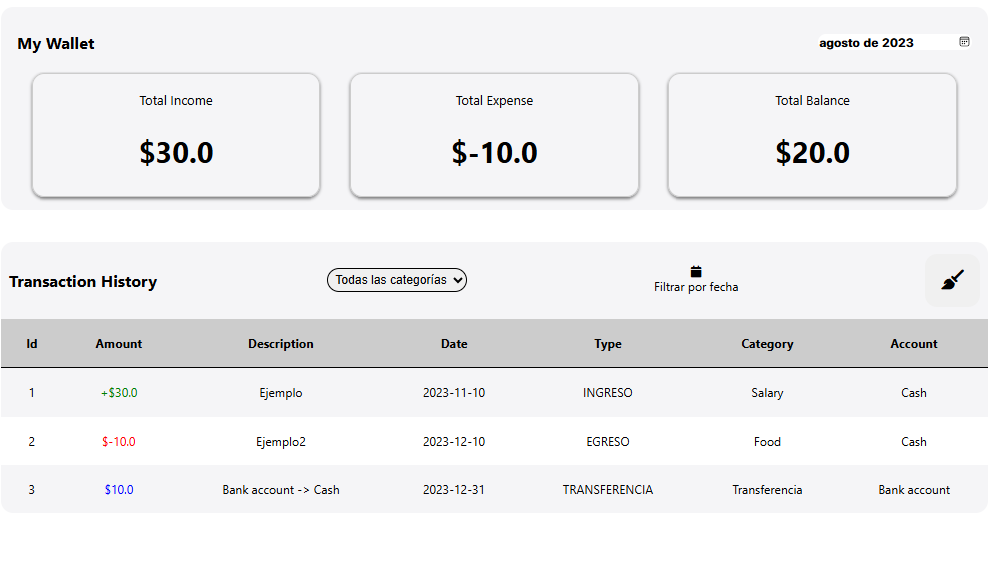 My Wallet
agosto de 2023
Total Income Total Expense Total Balance
$30.0 $-10.0 $20.0
Transaction History Todas las categorías Filtrar por fecha
Id Amount Description Date Type Category Account
1 +$30.0 Ejemplo 2023-11-10 INGRESO Salary Cash
2 $-10.0 Ejemplo2 2023-12-10 EGRESO Food Cash
3 $10.0 Bank account -> Cash 2023-12-31 TRANSFERENCIA Transferencia Bank account